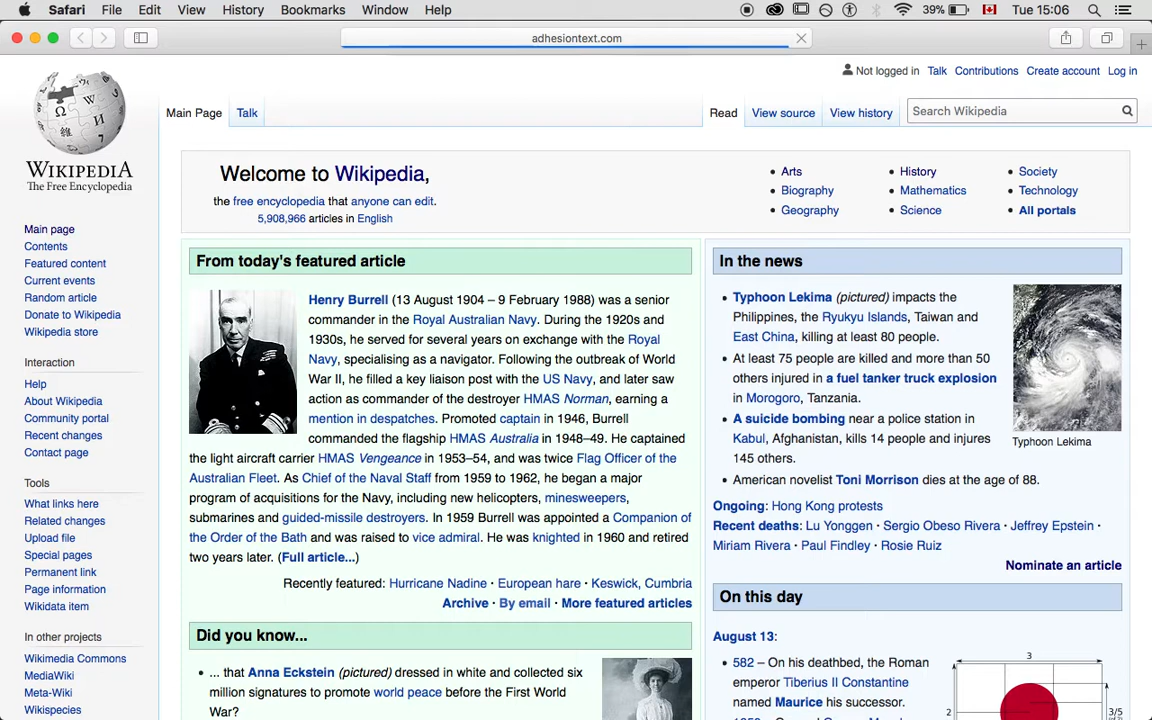 Safari File Edit View History Bookmarks Window Help 39% Tue 15:06
adhesiontext.com
Not logged in Talk Contributions Create account Log in
Main Page Talk Read View source View history Search Wikipedia
WIKIPEDIA
The Free Encyclopedia
Main page
Contents
Featured content
Current events
Random article
Donate to Wikipedia
Wikipedia store
Interaction
Help
About Wikipedia
Community portal
Recent changes
Contact page
Tools
What links here
Related changes
Upload file
Special pages
Permanent link
Page information
Wikidata item
In other projects
Wikimedia Commons
MediaWiki
Meta-Wiki
Wikispecies
Welcome to Wikipedia,
the free encyclopedia that anyone can edit.
5,908,966 articles in English
• Arts
• Biography
• Geography
• History
• Mathematics
• Science
• Society
• Technology
• All portals
From today's featured article
Henry Burrell (13 August 1904 – 9 February 1988) was a senior
commander in the Royal Australian Navy. During the 1920s and
1930s, he served for several years on exchange with the Royal
Navy, specialising as a navigator. Following the outbreak of World
War II, he filled a key liaison post with the US Navy, and later saw
action as commander of the destroyer HMAS Norman, earning a
mention in despatches. Promoted captain in 1946, Burrell
commanded the flagship HMAS Australia in 1948–49. He captained
the light aircraft carrier HMAS Vengeance in 1953–54, and was twice Flag Officer of the
Australian Fleet. As Chief of the Naval Staff from 1959 to 1962, he began a major
program of acquisitions for the Navy, including new helicopters, minesweepers,
submarines and guided-missile destroyers. In 1959 Burrell was appointed a Companion of
the Order of the Bath and was raised to vice admiral. He was knighted in 1960 and retired
two years later. (Full article...)
Recently featured: Hurricane Nadine · European hare · Keswick, Cumbria
Archive · By email · More featured articles
Did you know...
• ... that Anna Eckstein (pictured) dressed in white and collected six
million signatures to promote world peace before the First World
War?
In the news
• Typhoon Lekima (pictured) impacts the
Philippines, the Ryukyu Islands, Taiwan and
East China, killing at least 80 people.
• At least 75 people are killed and more than 50
others injured in a fuel tanker truck explosion
in Morogoro, Tanzania.
• A suicide bombing near a police station in
Kabul, Afghanistan, kills 14 people and injures
145 others.
• American novelist Toni Morrison dies at the age of 88.
Typhoon Lekima
Ongoing: Hong Kong protests
Recent deaths: Lu Yonggen · Sergio Obeso Rivera · Jeffrey Epstein ·
Miriam Rivera · Paul Findley · Rosie Ruiz
Nominate an article
On this day
August 13:
• 582 – On his deathbed, the Roman
emperor Tiberius II Constantine
named Maurice his successor.
3
2
3/5